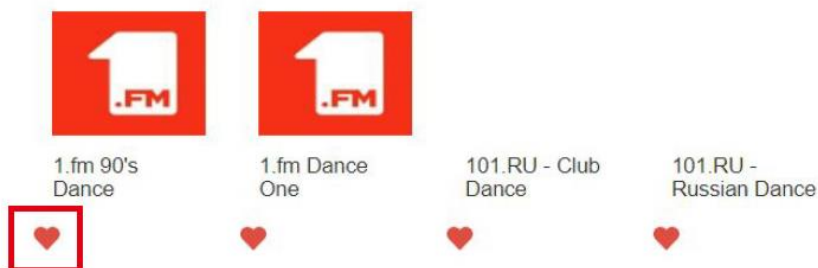 .FM
.FM
1.fm 90's
Dance
1.fm Dance
One
101.RU - Club
Dance
101.RU -
Russian Dance